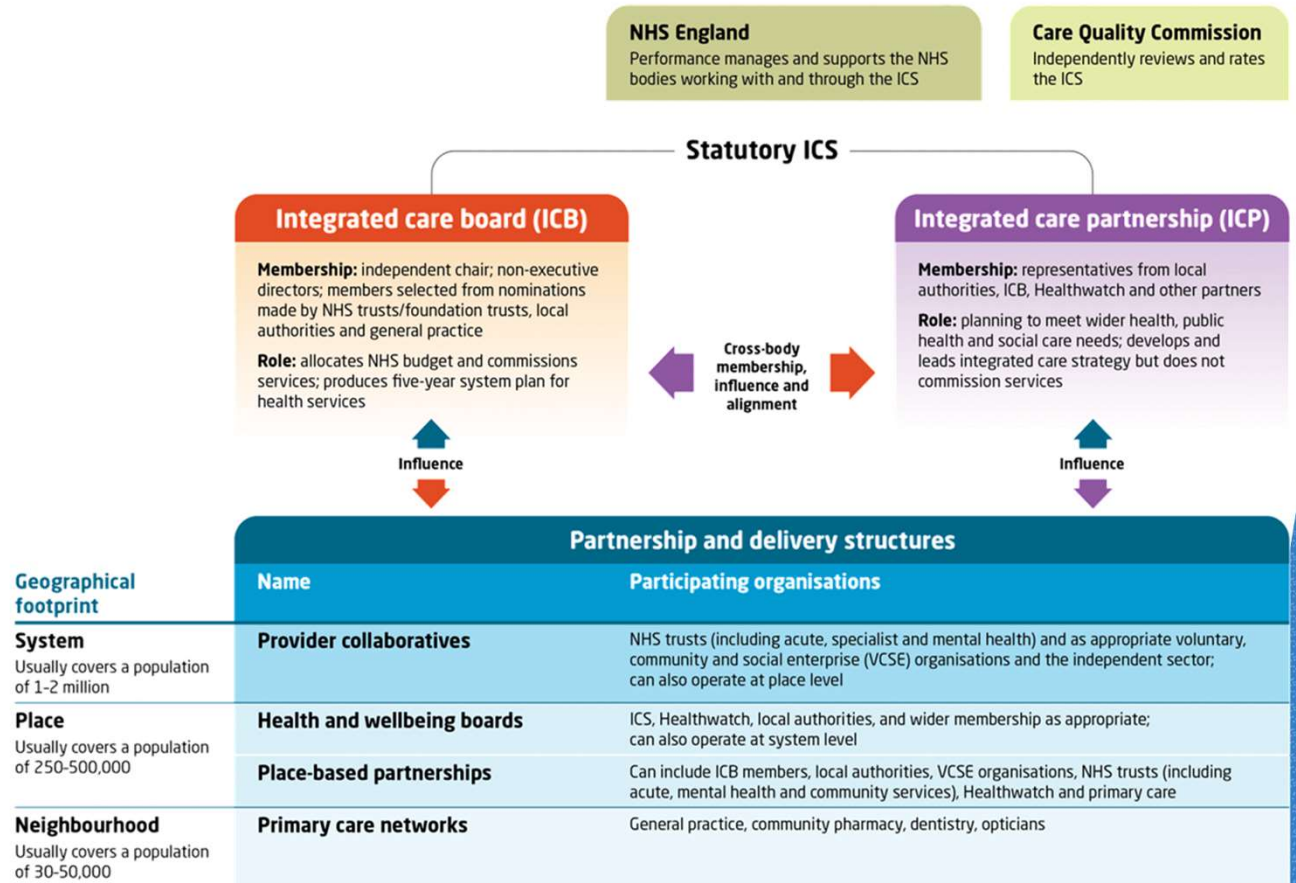 NHS England
Performance manages and supports the NHS
bodies working with and through the ICS
Care Quality Commission
Independently reviews and rates
the ICS
Statutory ICS
Integrated care board (ICB)
Membership: independent chair; non-executive
directors; members selected from nominations
made by NHS trusts/foundation trusts, local
authorities and general practice
Role: allocates NHS budget and commissions
services; produces five-year system plan for
health services
Cross-body
membership,
influence and
alignment
Integrated care partnership (ICP)
Membership: representatives from local
authorities, ICB, Healthwatch and other partners
Role: planning to meet wider health, public
health and social care needs; develops and
leads integrated care strategy but does not
commission services
Influence
Influence
Partnership and delivery structures
Geographical
footprint
Name
Participating organisations
System
Usually covers a population
of 1–2 million
Provider collaboratives
NHS trusts (including acute, specialist and mental health) and as appropriate voluntary,
community and social enterprise (VCSE) organisations and the independent sector;
can also operate at place level
Place
Usually covers a population
of 250–500,000
Health and wellbeing boards
ICS, Healthwatch, local authorities, and wider membership as appropriate;
can also operate at system level
Place-based partnerships
Can include ICB members, local authorities, VCSE organisations, NHS trusts (including
acute, mental health and community services), Healthwatch and primary care
Neighbourhood
Usually covers a population
of 30–50,000
Primary care networks
General practice, community pharmacy, dentistry, opticians